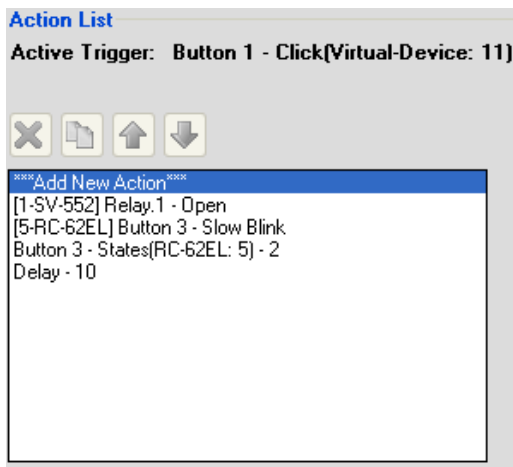 Action List
Active Trigger: Button 1 - Click(Virtual-Device: 11)
***Add New Action***
[1-SV-552] Relay.1 - Open
[5-RC-62EL] Button 3 - Slow Blink
Button 3 - States(RC-62EL: 5) - 2
Delay - 10